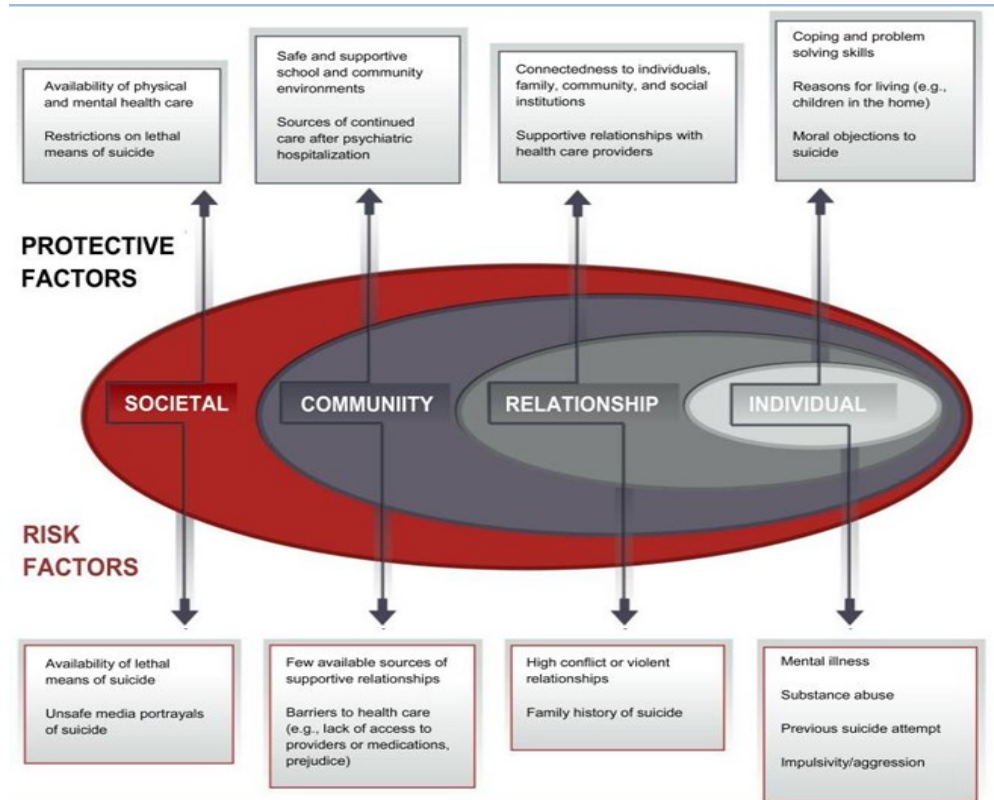 Availability of physical
and mental health care
Restrictions on lethal
means of suicide
Safe and supportive
school and community
environments
Sources of continued
care after psychiatric
hospitalization
Connectedness to individuals,
family, community, and social
institutions
Supportive relationships with
health care providers
Coping and problem
solving skills
Reasons for living (e.g.,
children in the home)
Moral objections to
suicide
PROTECTIVE
FACTORS
SOCIETAL
COMMUNIITY
RELATIONSHIP
INDIVIDUAL
RISK
FACTORS
Availability of lethal
means of suicide
Unsafe media portrayals
of suicide
Few available sources of
supportive relationships
Barriers to health care
(e.g., lack of access to
providers or medications,
prejudice)
High conflict or violent
relationships
Family history of suicide
Mental illness
Substance abuse
Previous suicide attempt
Impulsivity/aggression